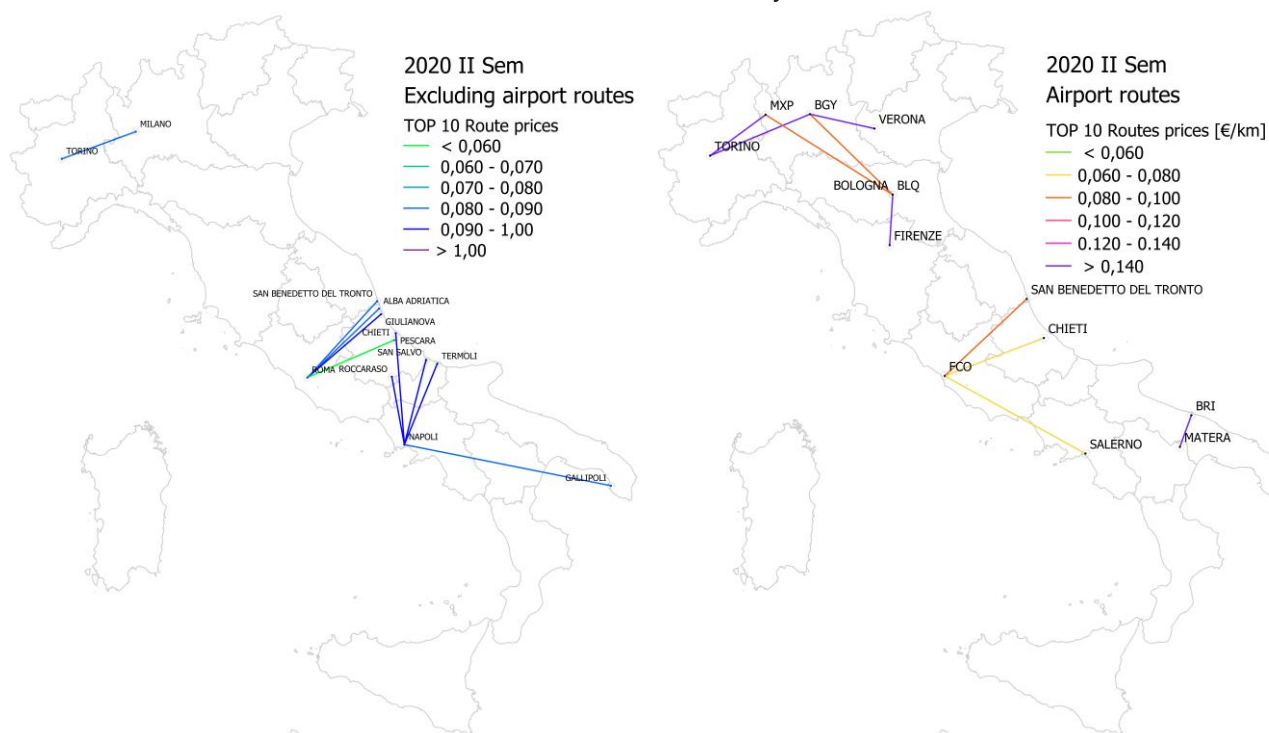 2020 II Sem
Excluding airport routes
TOP 10 Route prices
< 0,060
0,060 - 0,070
0,070 - 0,080
0,080 - 0,090
0,090 - 1,00
> 1,00
MILANO
TORINO
SAN BENEDETTO DEL TRONTO
ALBA ADRIATICA
GIULIANOVA
CHIETI
PESCARA
SAN SALVO
TERMOLI
ROMA
ROCCARASO
NAPOLI
GALLIPOLI
2020 II Sem
Airport routes
TOP 10 Routes prices [€/km]
< 0,060
0,060 - 0,080
0,080 - 0,100
0,100 - 0,120
0.120 - 0.140
> 0,140
MXP
BGY
VERONA
TORINO
BOLOGNA
BLQ
FIRENZE
SAN BENEDETTO DEL TRONTO
CHIETI
FCO
SALERNO
BRI
MATERA